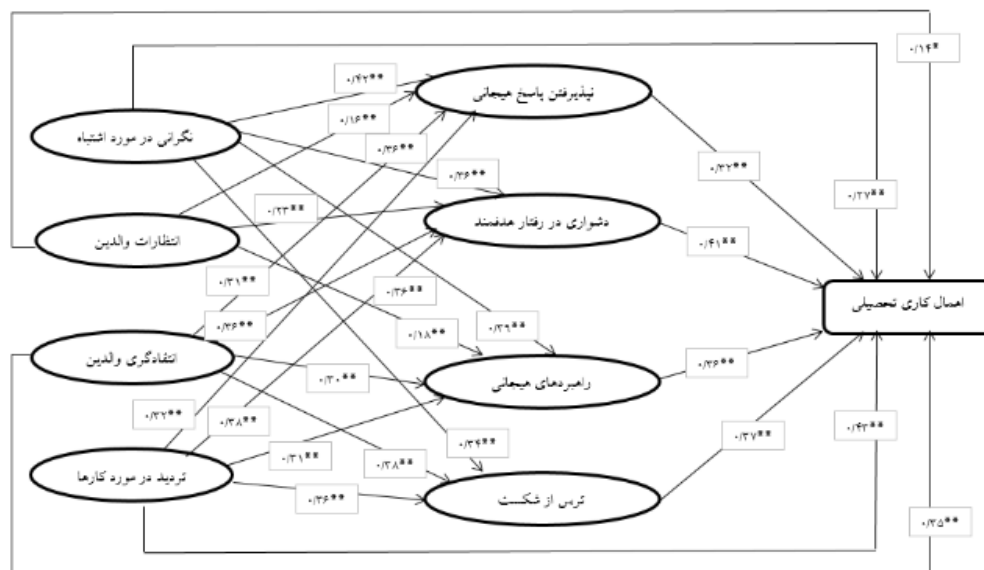 ۰/۱۴*
۰/۴۲**
نپذیرفتن پاسخ هیجانی
۰/۱۶**
نگرانی در مورد اشتباه
۰/۳۶**
۰/۳۲**
۰/۳۶**
۰/۲۷**
۰/۲۳**
دشواری در رفتار هدفمند
انتظارات والدین
۰/۴۱**
۰/۳۱**
۰/۳۶**
اهمال کاری تحصیلی
۰/۳۶**
۰/۱۸**
۰/۲۹**
انتقادگری والدین
۰/۳۰**
راهبردهای هیجانی
۰/۳۶**
۰/۳۲**
۰/۳۸**
۰/۳۴**
۰/۳۷**
۰/۴۳**
۰/۳۱**
۰/۳۸**
تردید در مورد کارها
۰/۳۶**
ترس از شکست
۰/۳۵**